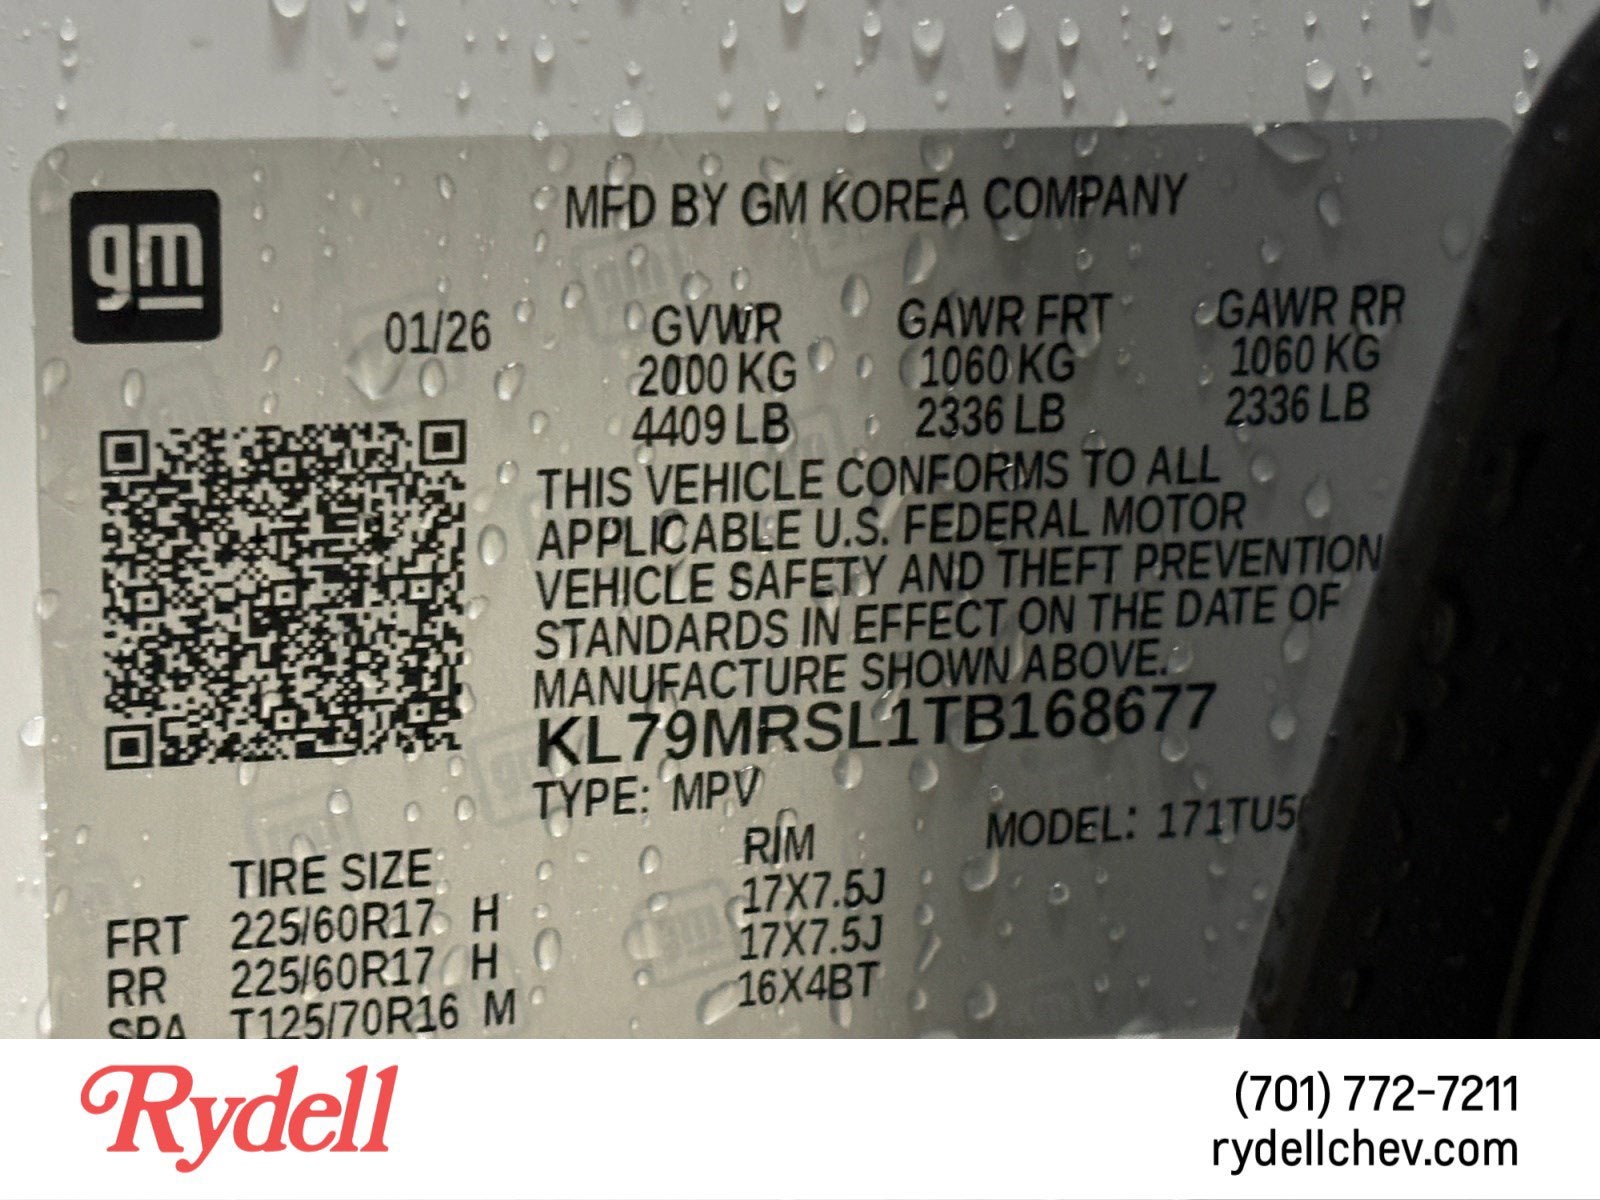 gm
MFD BY GM KOREA COMPANY
01/26 GVWR GAWR FRT GAWR RR
2000 KG 1060 KG 1060 KG
4409 LB 2336 LB 2336 LB
THIS VEHICLE CONFORMS TO ALL
APPLICABLE U.S. FEDERAL MOTOR
VEHICLE SAFETY AND THEFT PREVENTION
STANDARDS IN EFFECT ON THE DATE OF
MANUFACTURE SHOWN ABOVE.
KL79MRSL1TB168677
TYPE: MPV MODEL: 171TU5
TIRE SIZE RIM
FRT 225/60R17 H 17X7.5J
RR 225/60R17 H 17X7.5J
SPA T125/70R16 M 16X4BT
Rydell
(701) 772-7211
rydellchev.com